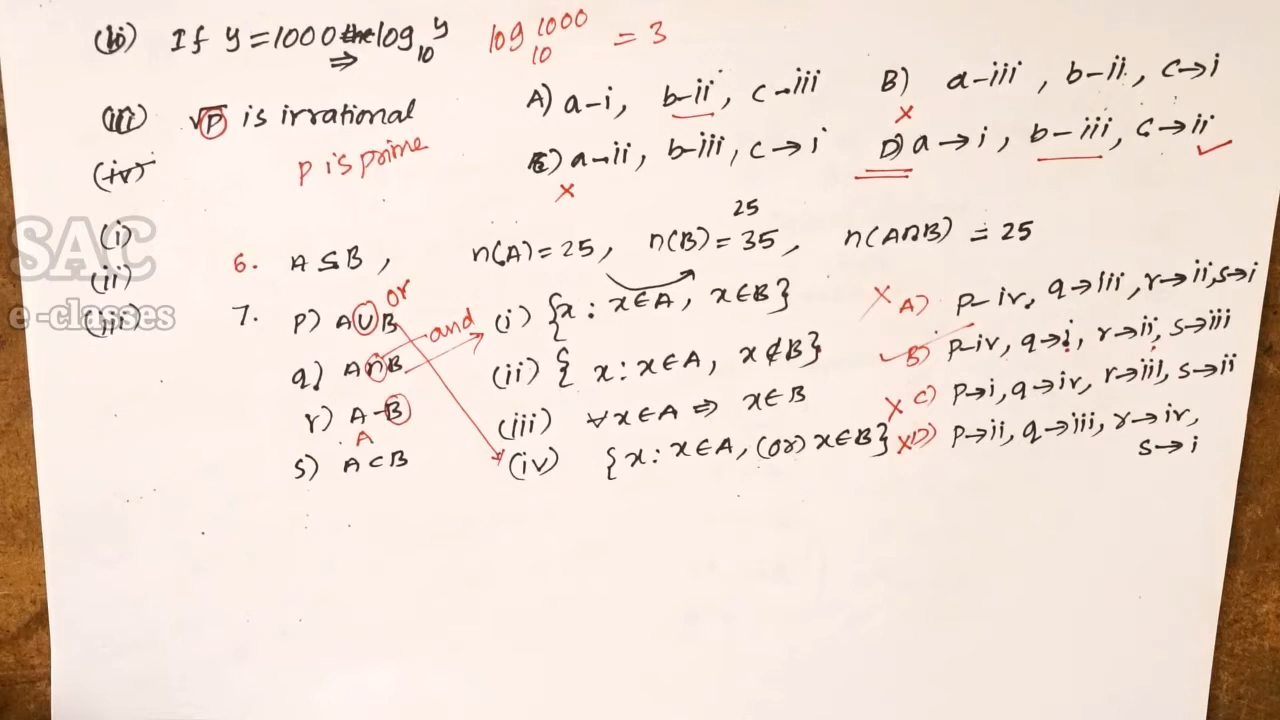 (ii) If y = 1000 the log₁₀ y log₁₀ 1000 = 3
⇒
(iii) √P is irrational
P is prime
(iv)
A) a-i, b-ii, c-iii B) a-iii, b-ii, c→i
C) a-ii, b-iii, c→i D) a→i, b-iii, c→ii
(i)
(ii)
(iii)
SAC
e-classes
25
6. A⊆B, n(A)=25, n(B)=35, n(A∩B) = 25
7. P) A∪B or (i) {x : x∈A, x∈B}
q) A∩B and (ii) {x : x∈A, x∉B}
r) A-B (iii) ∀x∈A ⇒ x∈B
A
s) A⊂B (iv) {x : x∈A, (or) x∈B}
A) P-iv, q→iii, r→ii, s→i
B) P-iv, q→i, r→ii, s→iii
C) P→i, q→iv, r→iii, s→ii
D) P→ii, q→iii, r→iv,
s→i